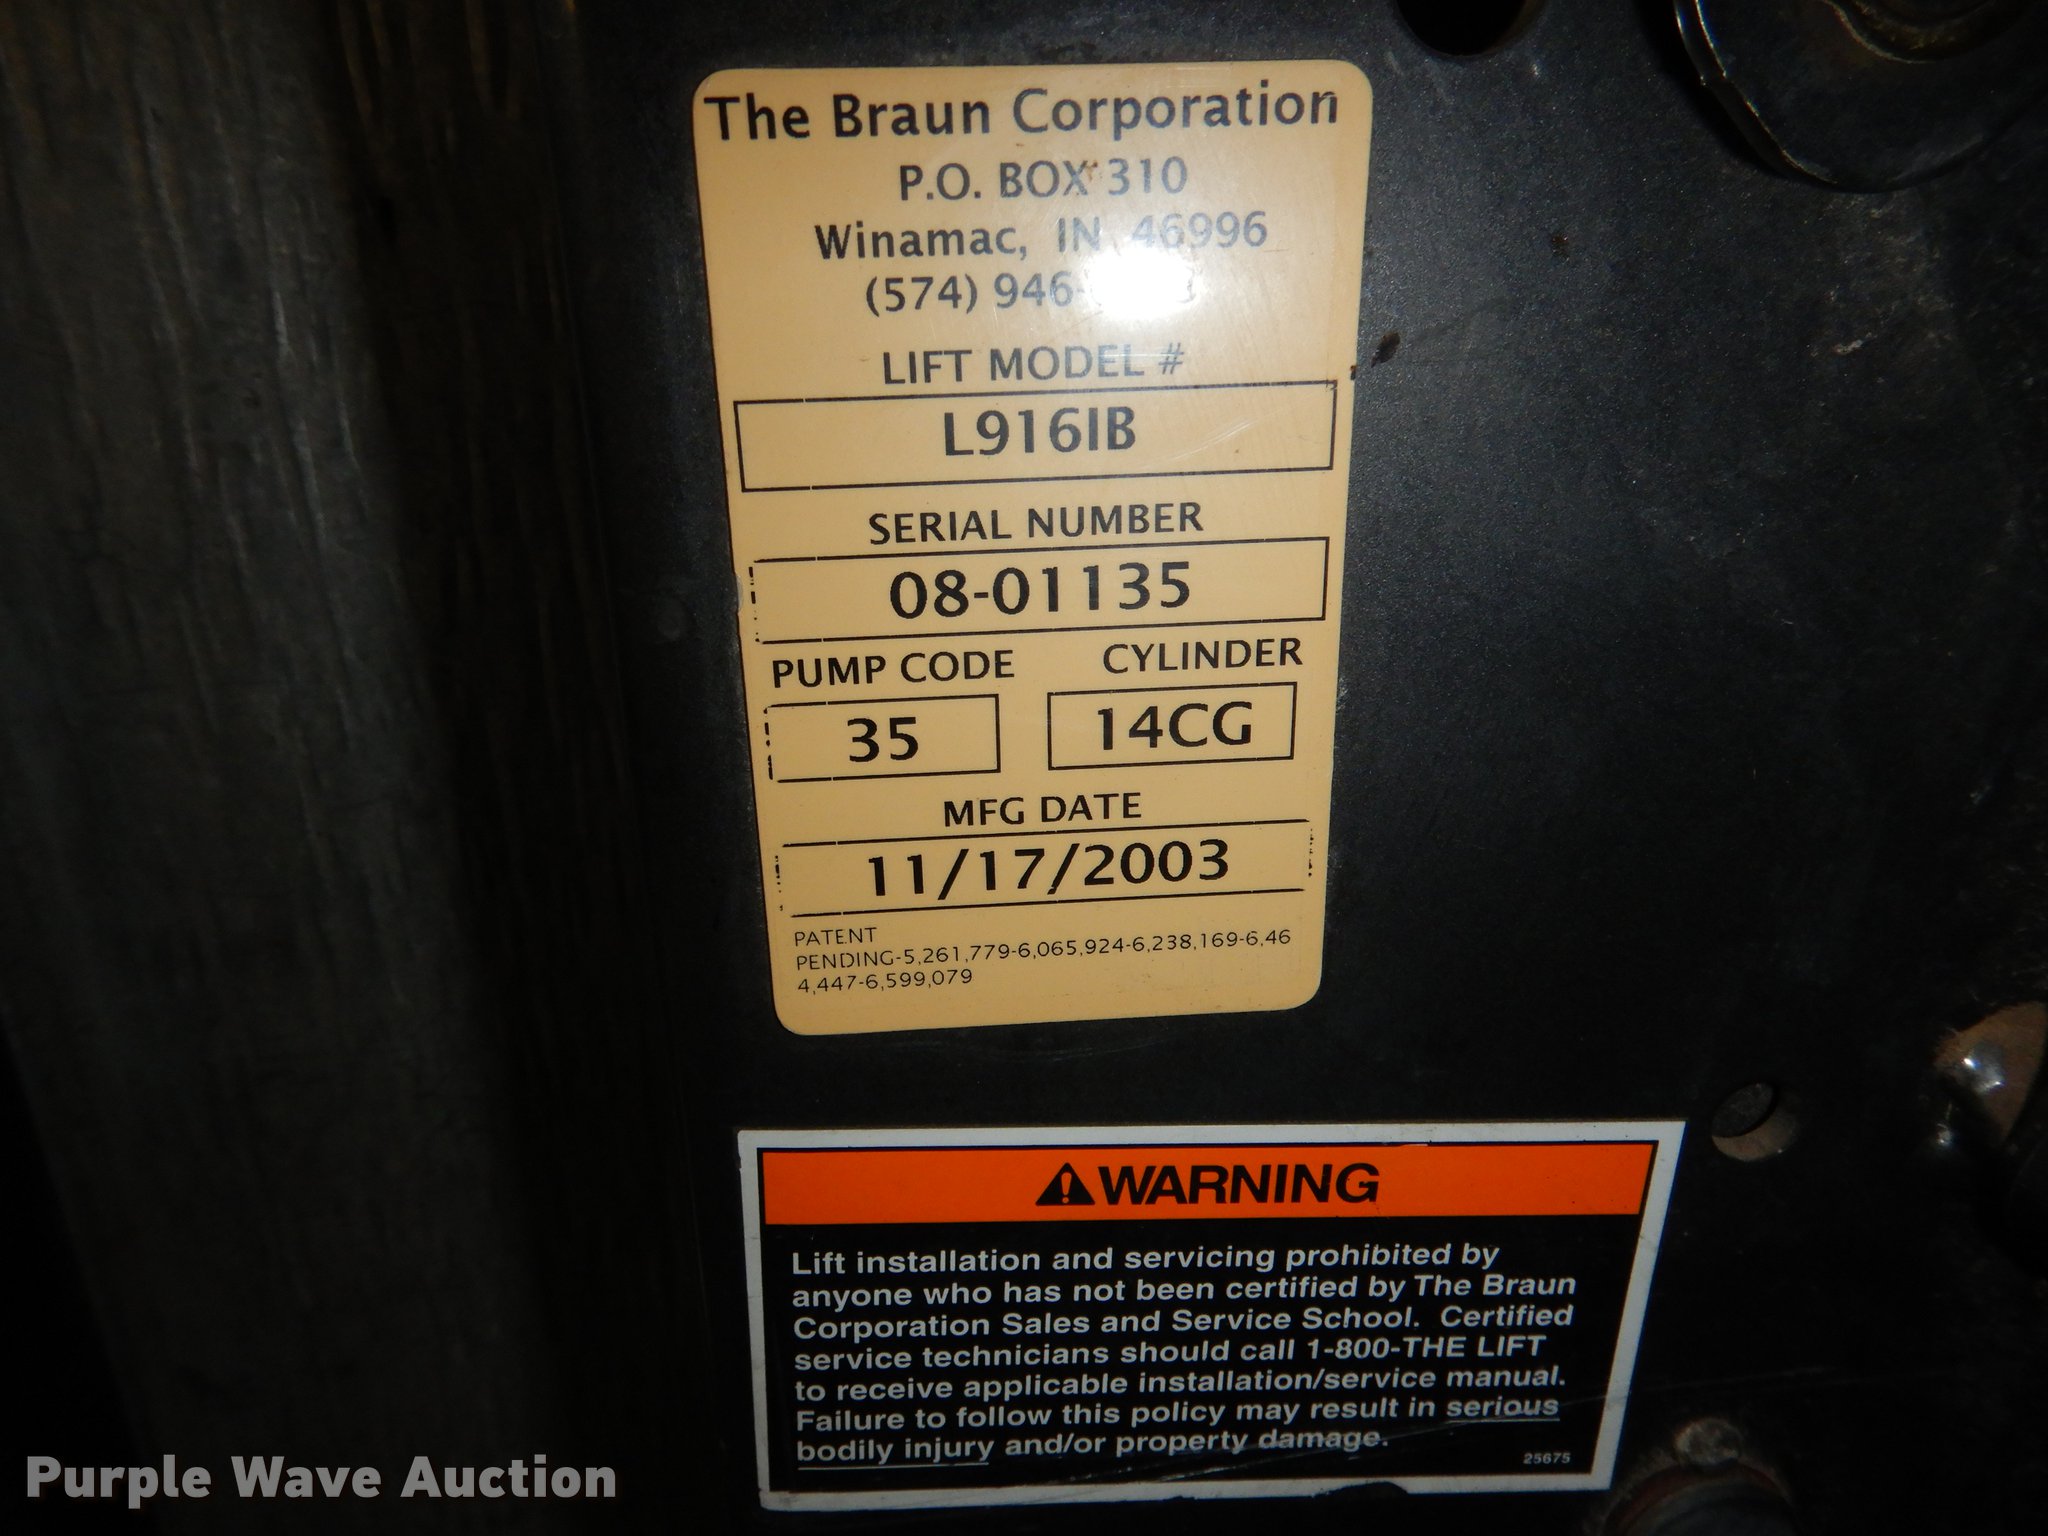 The Braun Corporation
P.O. BOX 310
Winamac, IN 46996
(574) 946-
LIFT MODEL #
L916IB
SERIAL NUMBER
08-01135
PUMP CODE CYLINDER
35 14CG
MFG DATE
11/17/2003
PATENT
PENDING-5,261,779-6,065,924-6,238,169-6,46
4,447-6,599,079
WARNING
Lift installation and servicing prohibited by
anyone who has not been certified by The Braun
Corporation Sales and Service School. Certified
service technicians should call 1-800-THE LIFT
to receive applicable installation/service manual.
Failure to follow this policy may result in serious
bodily injury and/or property damage.
25675
Purple Wave Auction